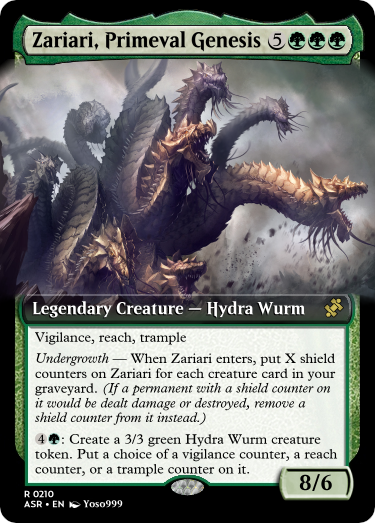 Zariari, Primeval Genesis 5
Legendary Creature — Hydra Wurm
Vigilance, reach, trample
Undergrowth — When Zariari enters, put X shield
counters on Zariari for each creature card in your
graveyard. (If a permanent with a shield counter on
it would be dealt damage or destroyed, remove a
shield counter from it instead.)
4: Create a 3/3 green Hydra Wurm creature
token. Put a choice of a vigilance counter, a reach
counter, or a trample counter on it.
8/6
R 0210
ASR • EN Yoso999